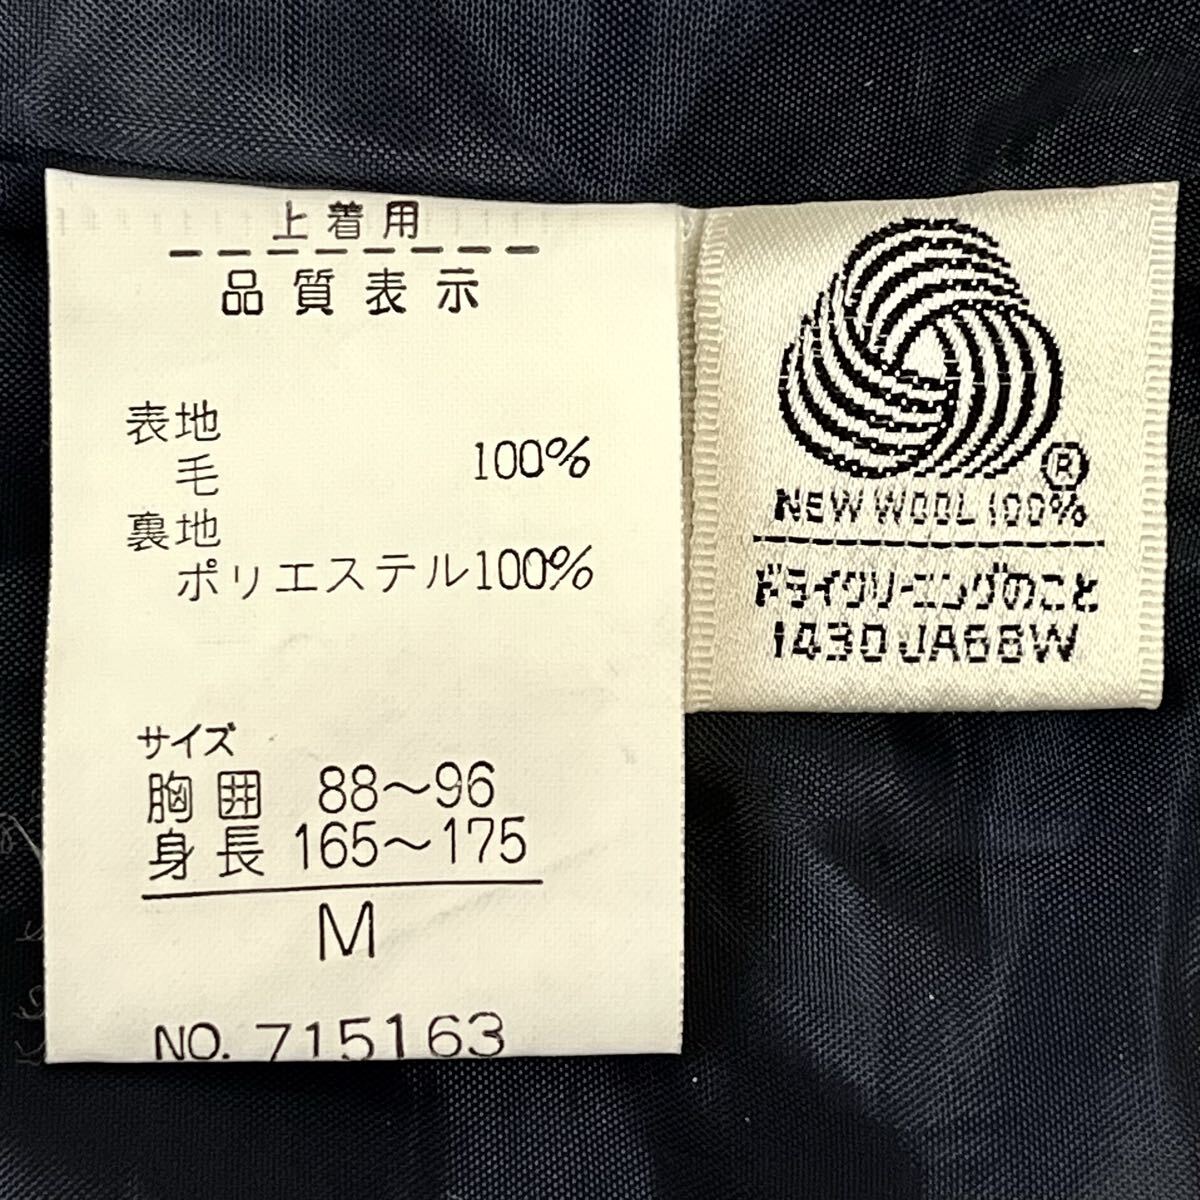 上着用
品質表示
表地
毛 100%
裏地
ポリエステル100%
サイズ
胸囲 88～96
身長 165～175
M
NO. 715163
®
NEW WOOL 100%
ドライクリーニングのこと
1430 JA68W